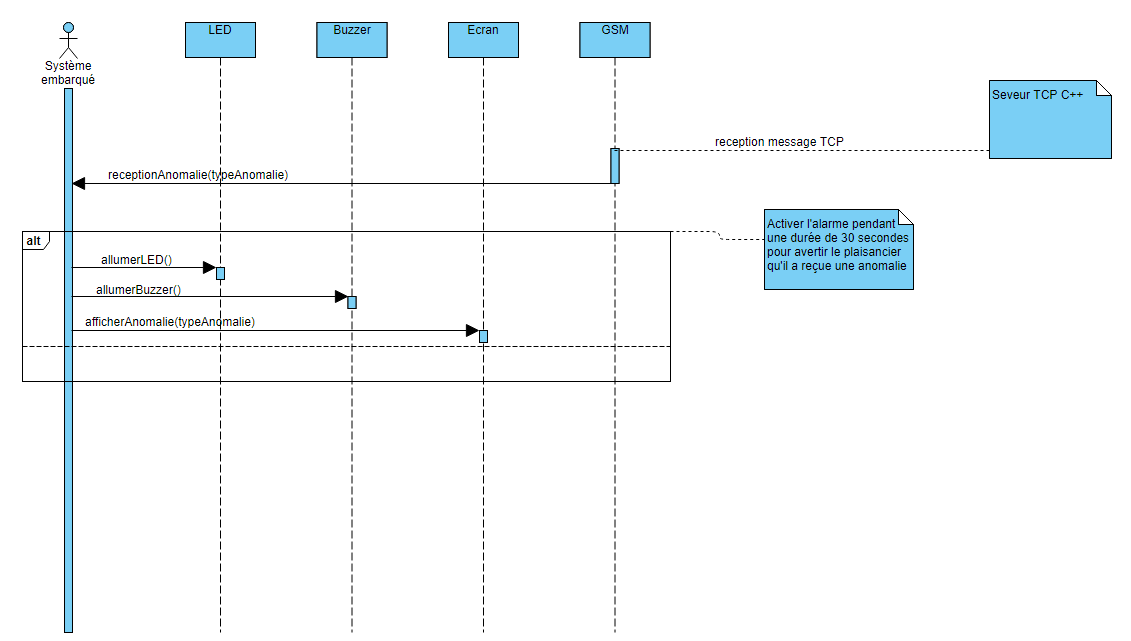 LED
Buzzer
Ecran
GSM
Système
embarqué
Seveur TCP C++
reception message TCP
receptionAnomalie(typeAnomalie)
Activer l'alarme pendant
une durée de 30 secondes
pour avertir le plaisancier
qu'il a reçue une anomalie
alt
allumerLED()
allumerBuzzer()
afficherAnomalie(typeAnomalie)